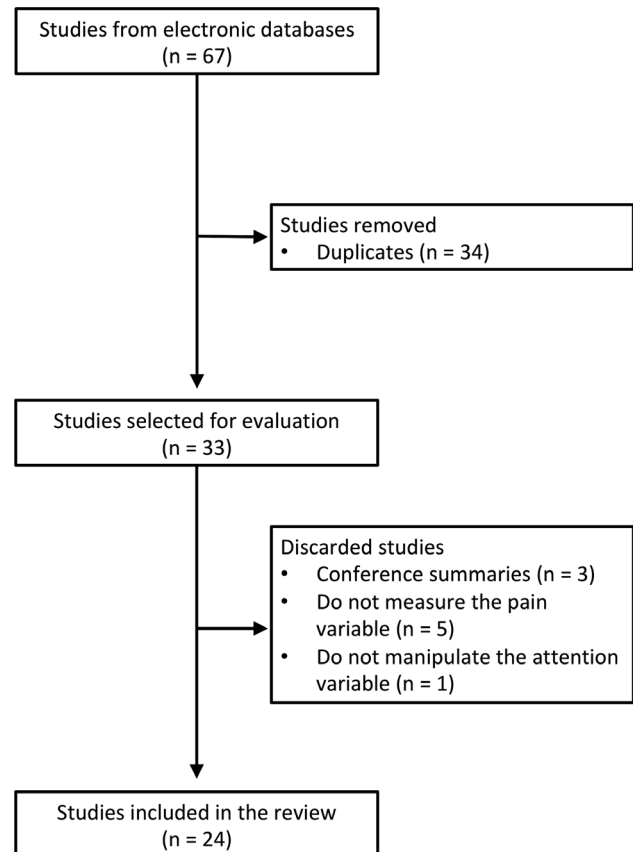 Studies from electronic databases
(n = 67)
Studies removed
• Duplicates (n = 34)
Studies selected for evaluation
(n = 33)
Discarded studies
• Conference summaries (n = 3)
• Do not measure the pain
variable (n = 5)
• Do not manipulate the attention
variable (n = 1)
Studies included in the review
(n = 24)